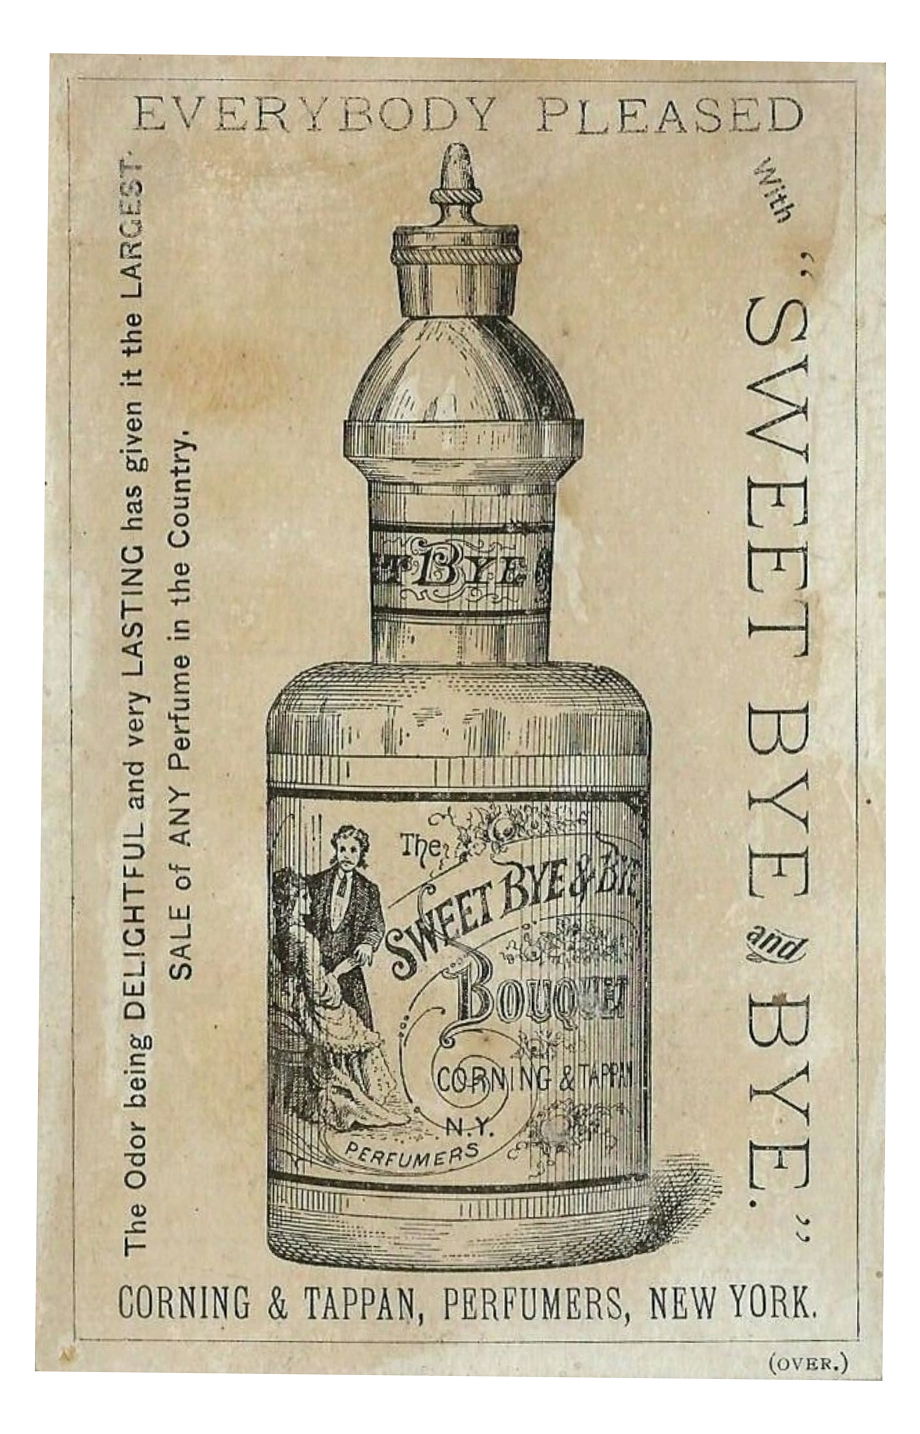 EVERYBODY PLEASED
With
"SWEET BYE and BYE."
The Odor being DELIGHTFUL and very LASTING has given it the LARGEST
SALE of ANY Perfume in the Country.
T BYE &
The
SWEET BYE & BYE
BOUQUET
CORNING & TAPPAN
N.Y.
PERFUMERS
CORNING & TAPPAN, PERFUMERS, NEW YORK.
(OVER.)